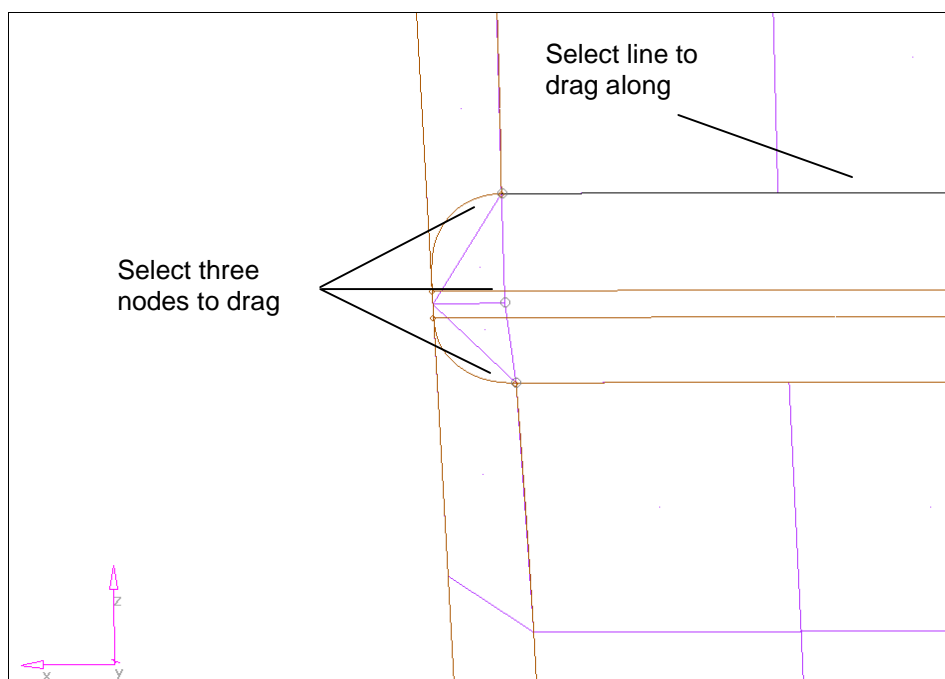 Select line to
drag along
Select three
nodes to drag
z
x
y